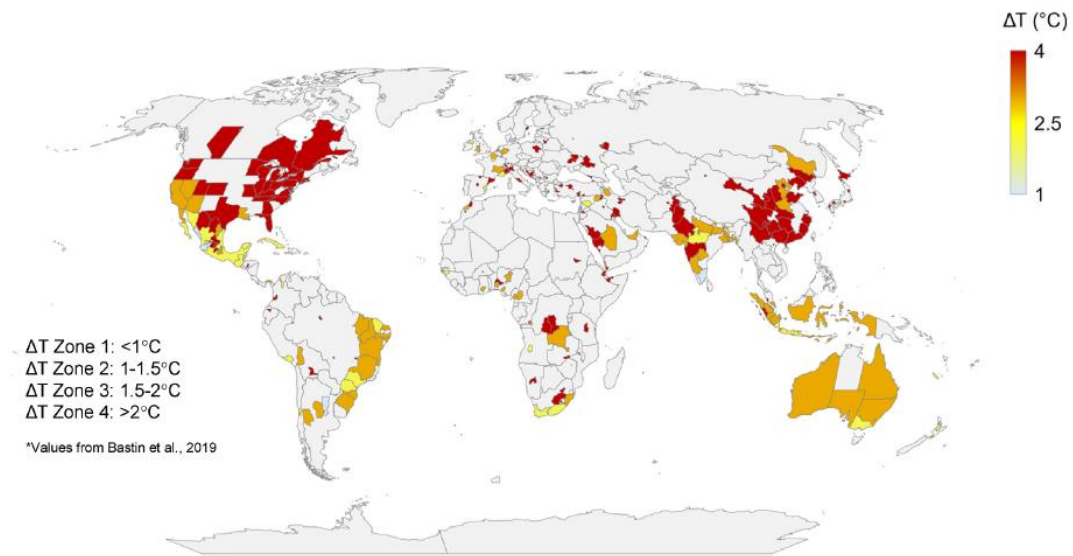 ΔT (°C)
4
2.5
1
ΔT Zone 1: <1°C
ΔT Zone 2: 1-1.5°C
ΔT Zone 3: 1.5-2°C
ΔT Zone 4: >2°C
*Values from Bastin et al., 2019